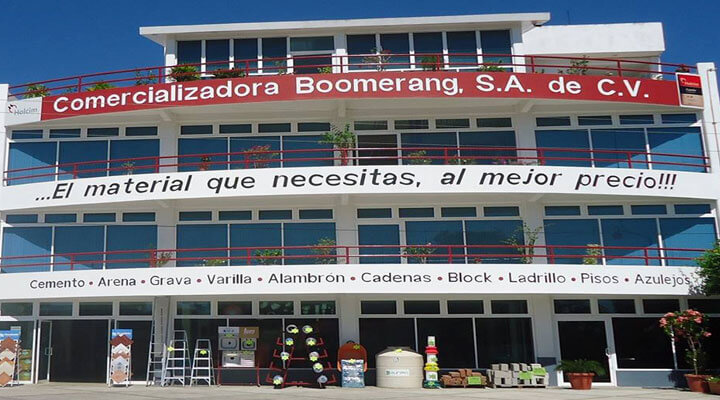 Holcim
Comercializadora Boomerang, S.A. de C.V.
...El material que necesitas, al mejor precio!!!
Cemento • Arena • Grava • Varilla • Alambrón • Cadenas • Block • Ladrillo • Pisos • Azulejos